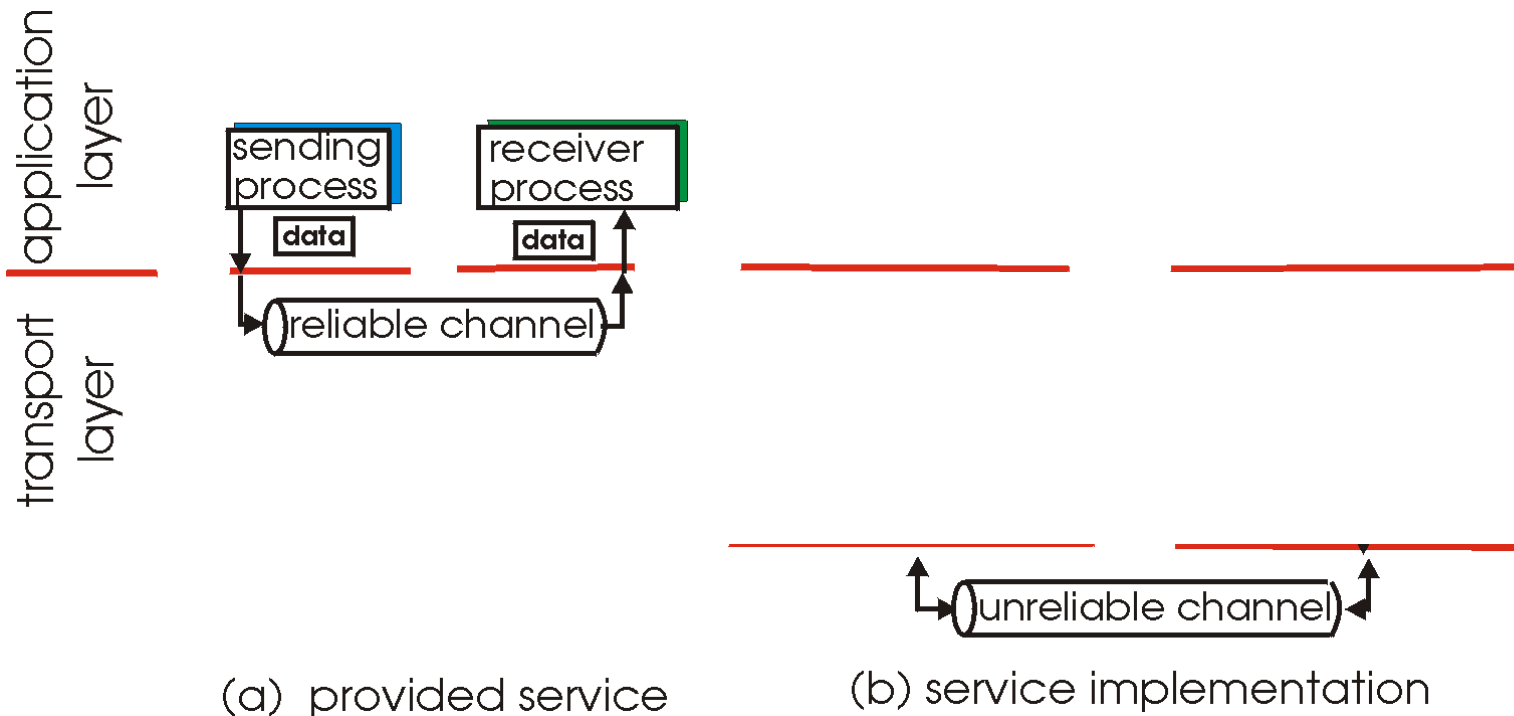 application
layer
transport
layer
sending
process
data
receiver
process
data
reliable channel
unreliable channel
(a) provided service
(b) service implementation